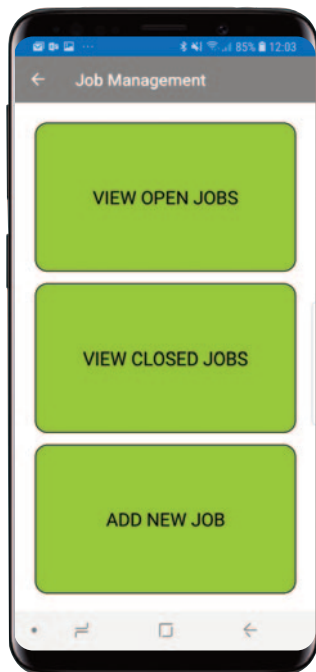 85% 12:03
Job Management
VIEW OPEN JOBS
VIEW CLOSED JOBS
ADD NEW JOB